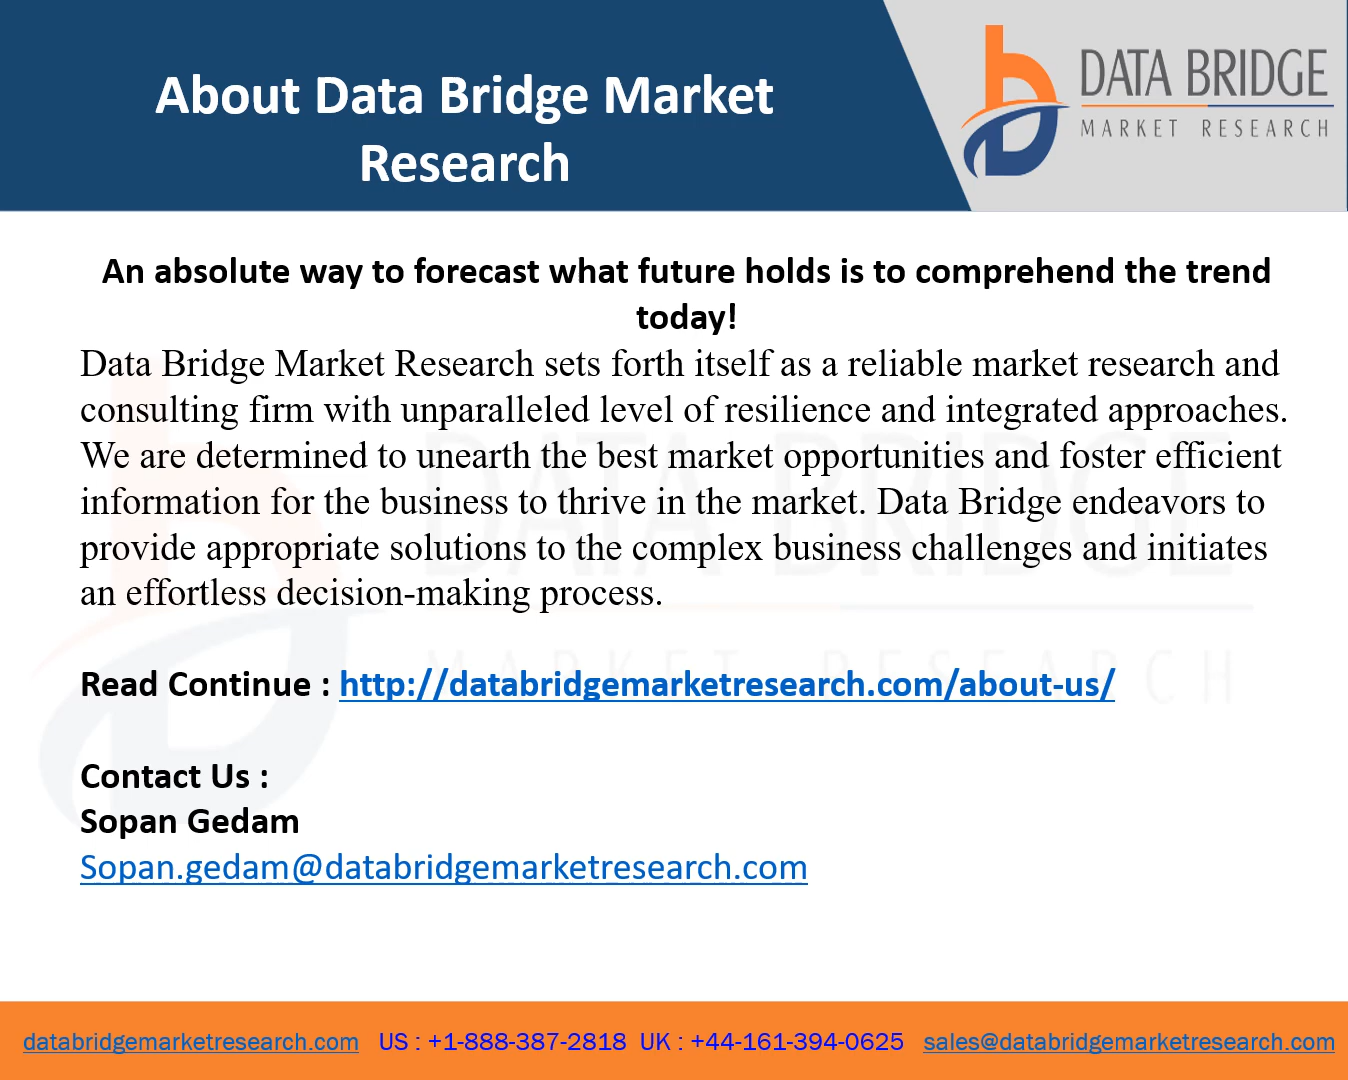 About Data Bridge Market
Research
DATA BRIDGE
MARKET RESEARCH
An absolute way to forecast what future holds is to comprehend the trend
today!
Data Bridge Market Research sets forth itself as a reliable market research and
consulting firm with unparalleled level of resilience and integrated approaches.
We are determined to unearth the best market opportunities and foster efficient
information for the business to thrive in the market. Data Bridge endeavors to
provide appropriate solutions to the complex business challenges and initiates
an effortless decision-making process.
DATA BRIDGE
MARKET RESEARCH
Read Continue : http://databridgemarketresearch.com/about-us/
Contact Us :
Sopan Gedam
Sopan.gedam@databridgemarketresearch.com
databridgemarketresearch.com US : +1-888-387-2818 UK : +44-161-394-0625 sales@databridgemarketresearch.com